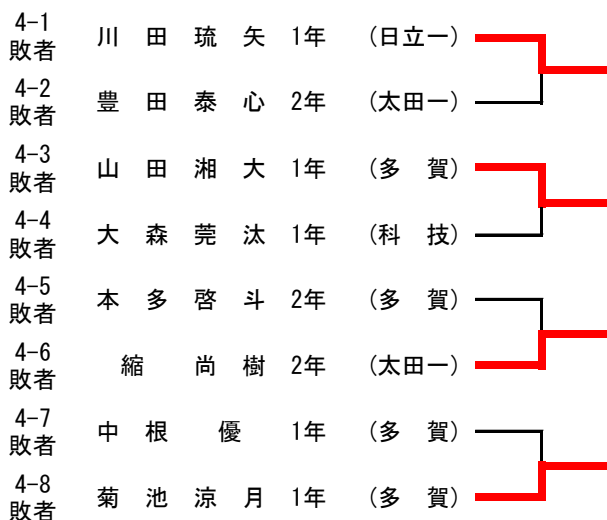 4-1
敗者 川 田 琉 矢 1年 (日立一)
4-2
敗者 豊 田 泰 心 2年 (太田一)
4-3
敗者 山 田 湘 大 1年 (多 賀)
4-4
敗者 大 森 莞 汰 1年 (科 技)
4-5
敗者 本 多 啓 斗 2年 (多 賀)
4-6
敗者 縮 尚 樹 2年 (太田一)
4-7
敗者 中 根 優 1年 (多 賀)
4-8
敗者 菊 池 涼 月 1年 (多 賀)